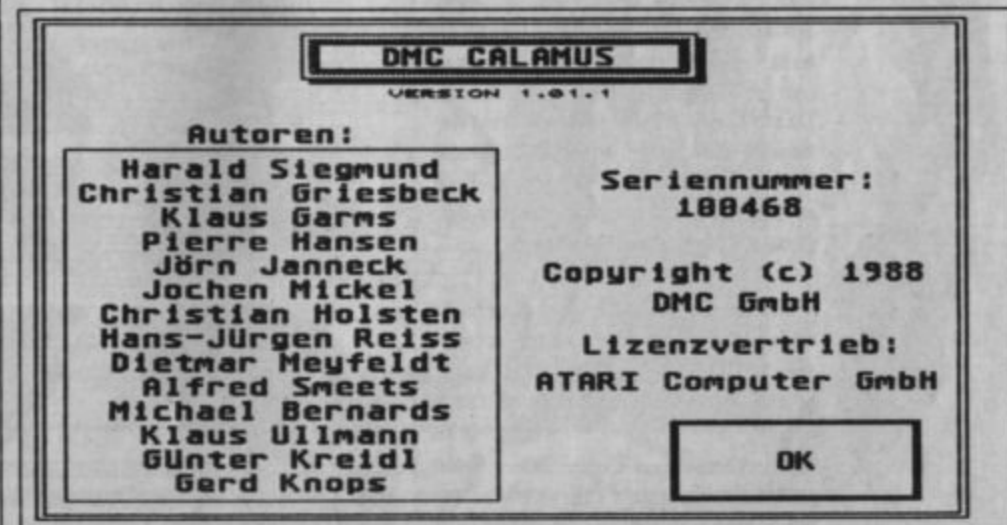 DMC CALAMUS
VERSION 1.01.1
Autoren:
Harald Siegmund
Christian Griesbeck
Klaus Garms
Pierre Hansen
Jörn Janneck
Jochen Mickel
Christian Holsten
Hans-Jürgen Reiss
Dietmar Meyfeldt
Alfred Smeets
Michael Bernards
Klaus Ullmann
Günter Kreidl
Gerd Knops
Seriennummer:
100468
Copyright (c) 1988
DMC GmbH
Lizenzvertrieb:
ATARI Computer GmbH
OK